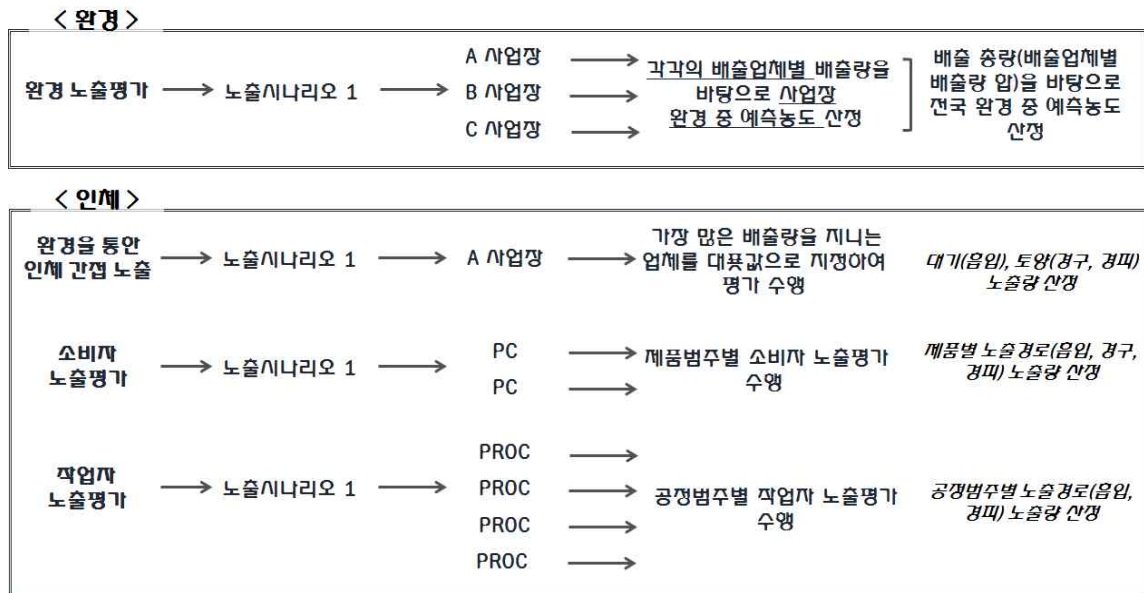 < 환경 >
환경 노출평가
노출시나리오 1
A 사업장
B 사업장
C 사업장
각각의 배출업체별 배출량을
바탕으로 사업장
환경 중 예측농도 산정
배출 총량(배출업체별
배출량 합)을 바탕으로
전국 환경 중 예측농도
산정
< 인체 >
환경을 통한
인체 간접 노출
노출시나리오 1
A 사업장
가장 많은 배출량을 지니는
업체를 대푯값으로 지정하여
평가 수행
대기(흡입), 토양(경구, 경피)
노출량 산정
소비자
노출평가
노출시나리오 1
PC
PC
제품범주별 소비자 노출평가
수행
제품별 노출경로(흡입, 경구,
경피) 노출량 산정
작업자
노출평가
노출시나리오 1
PROC
PROC
PROC
PROC
공정범주별 작업자 노출평가
수행
공정범주별 노출경로(흡입,
경피) 노출량 산정